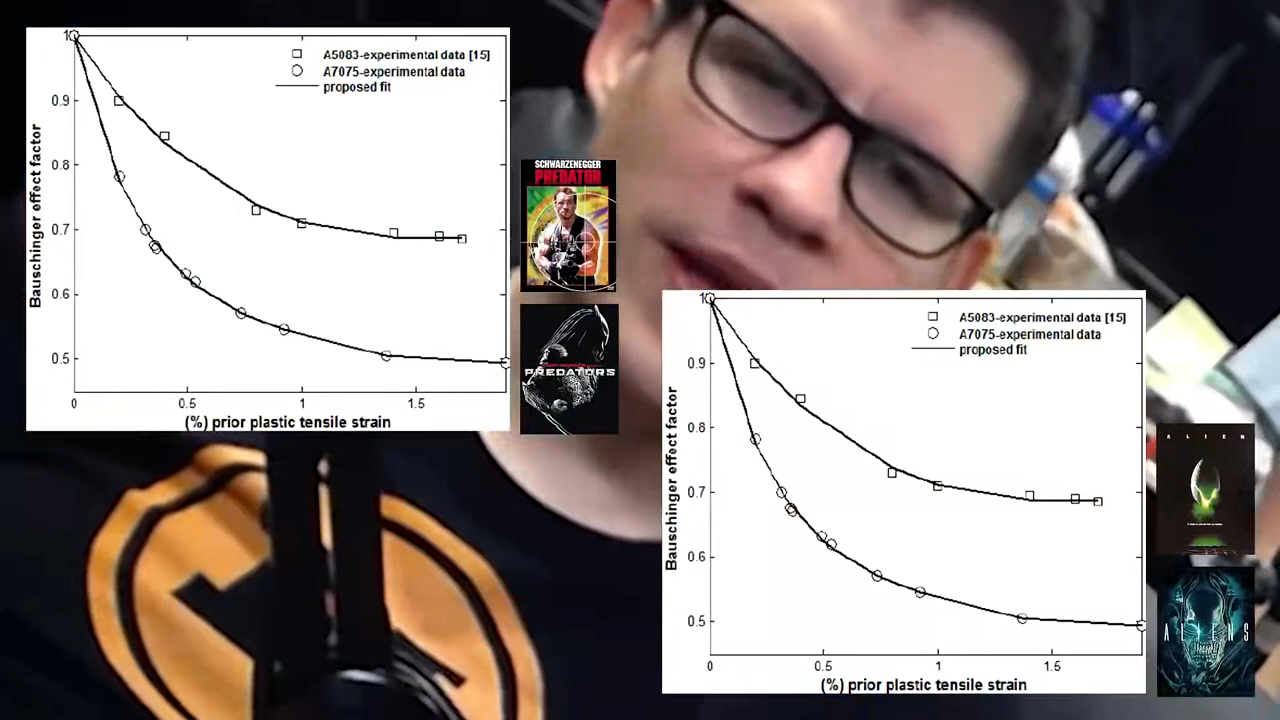 1
A5083-experimental data [15]
A7075-experimental data
proposed fit
0.9
0.8
0.7
0.6
0.5
Bauschinger effect factor
0
0.5
1
1.5
(%) prior plastic tensile strain
SCHWARZENEGGER
PREDATOR
PREDATORS
1
A5083-experimental data [15]
A7075-experimental data
proposed fit
0.9
0.8
0.7
0.6
0.5
Bauschinger effect factor
0
0.5
1
1.5
(%) prior plastic tensile strain
ALIEN
ALIENS